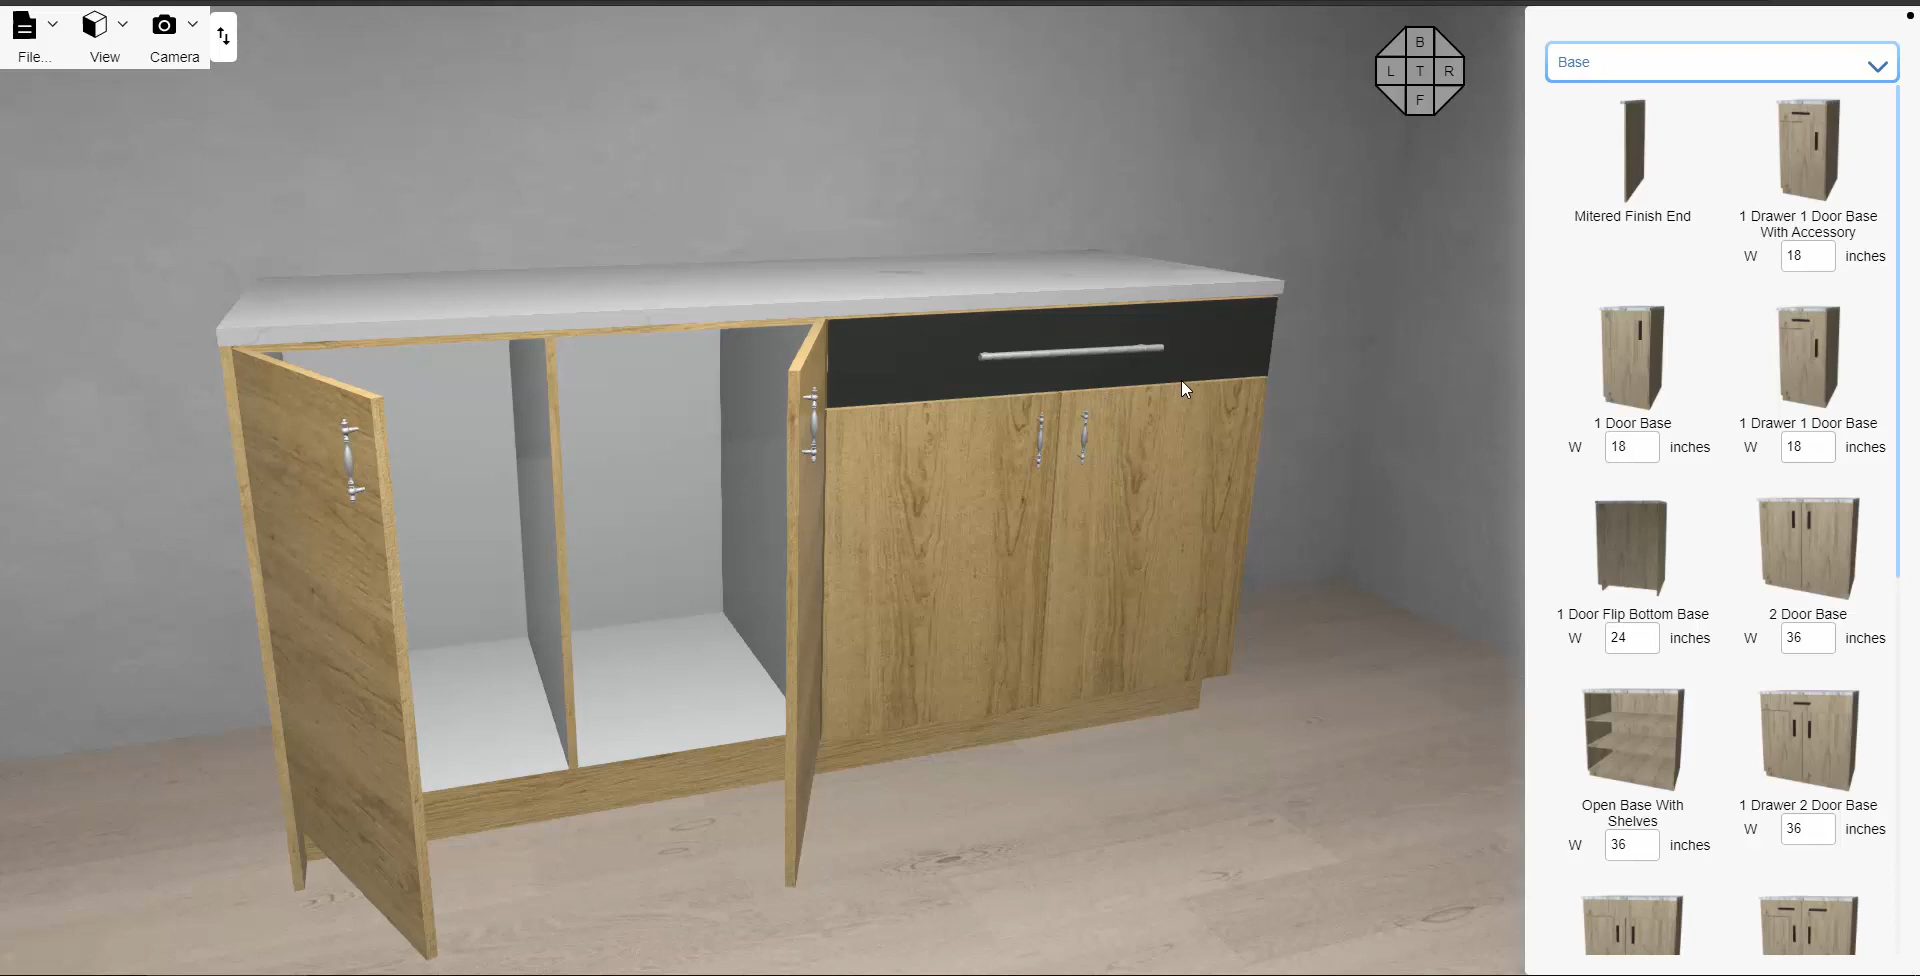 File...
View
Camera
B
L T R
F
Base
Mitered Finish End
1 Drawer 1 Door Base
With Accessory
W 18 inches
1 Door Base
W 18 inches
1 Drawer 1 Door Base
W 18 inches
1 Door Flip Bottom Base
W 24 inches
2 Door Base
W 36 inches
Open Base With
Shelves
W 36 inches
1 Drawer 2 Door Base
W 36 inches